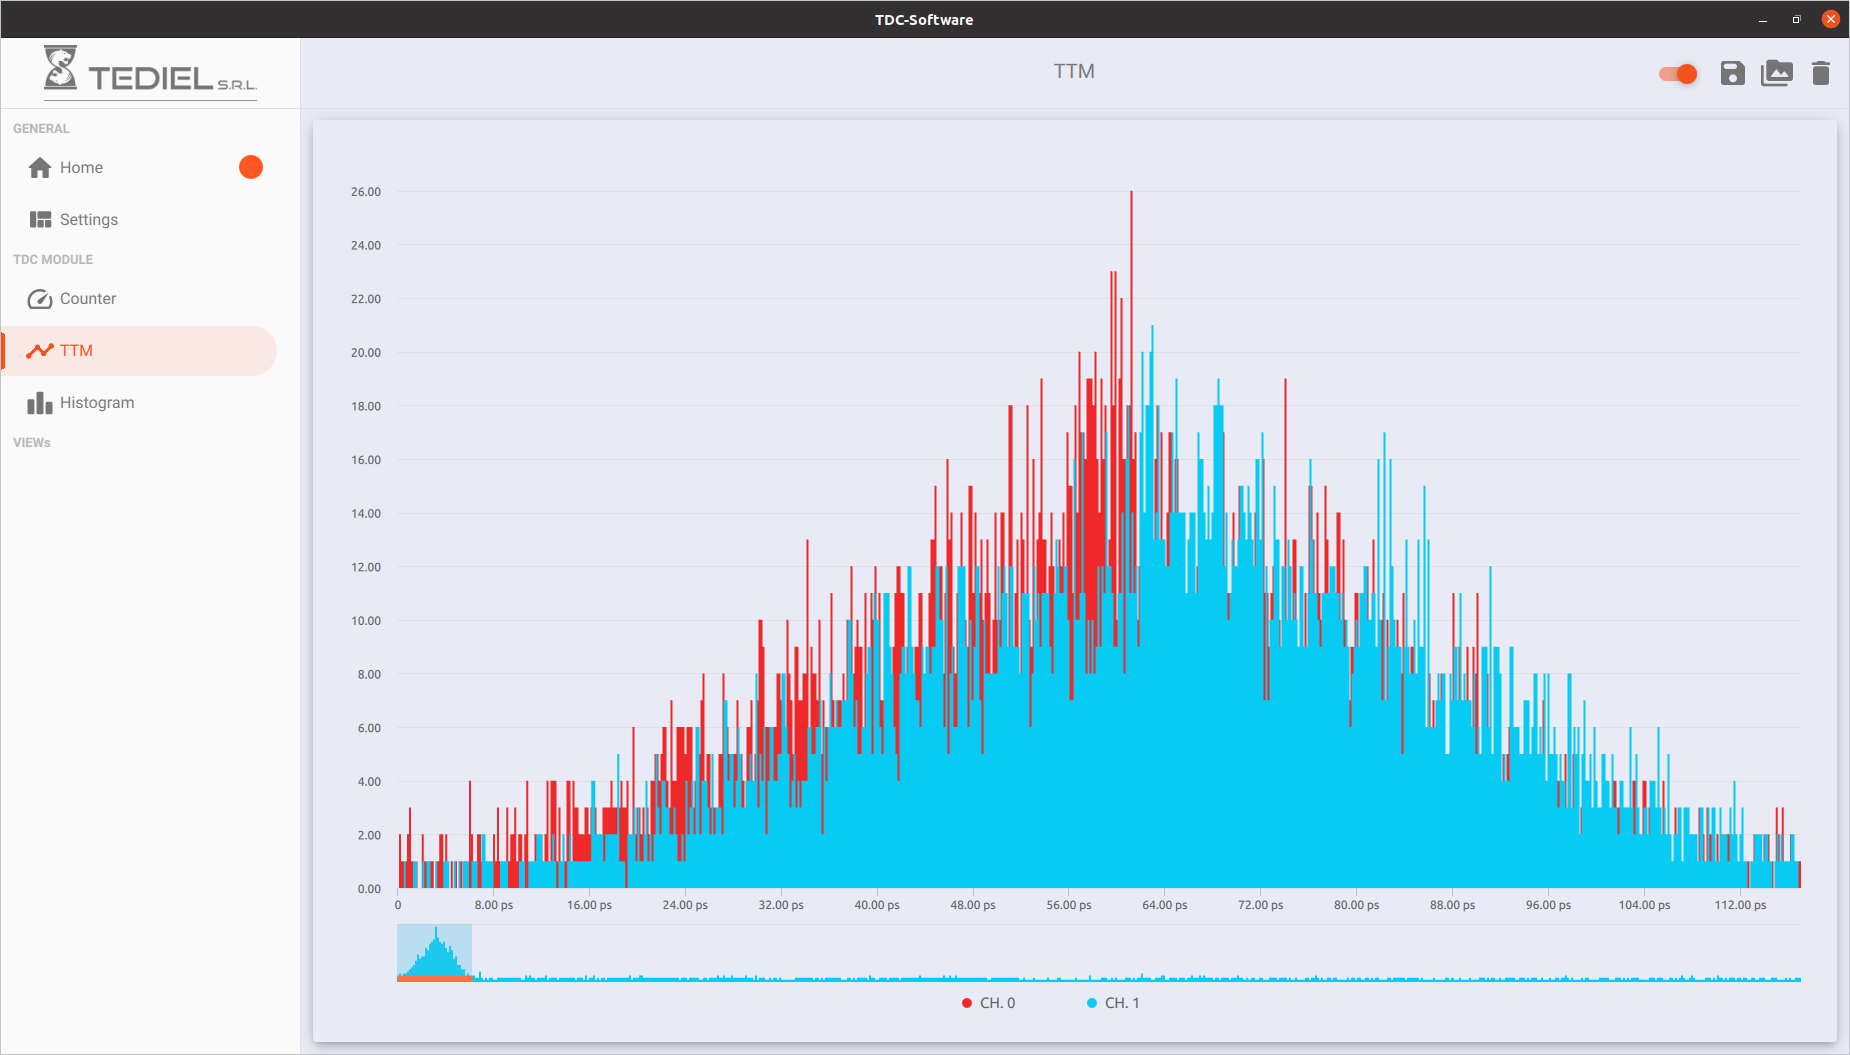 TDC-Software
TEDIEL S.R.L.
TTM
GENERAL
Home
Settings
TDC MODULE
Counter
TTM
Histogram
VIEWs
26.00
24.00
22.00
20.00
18.00
16.00
14.00
12.00
10.00
8.00
6.00
4.00
2.00
0.00
0 8.00 ps 16.00 ps 24.00 ps 32.00 ps 40.00 ps 48.00 ps 56.00 ps 64.00 ps 72.00 ps 80.00 ps 88.00 ps 96.00 ps 104.00 ps 112.00 ps
CH. 0 CH. 1